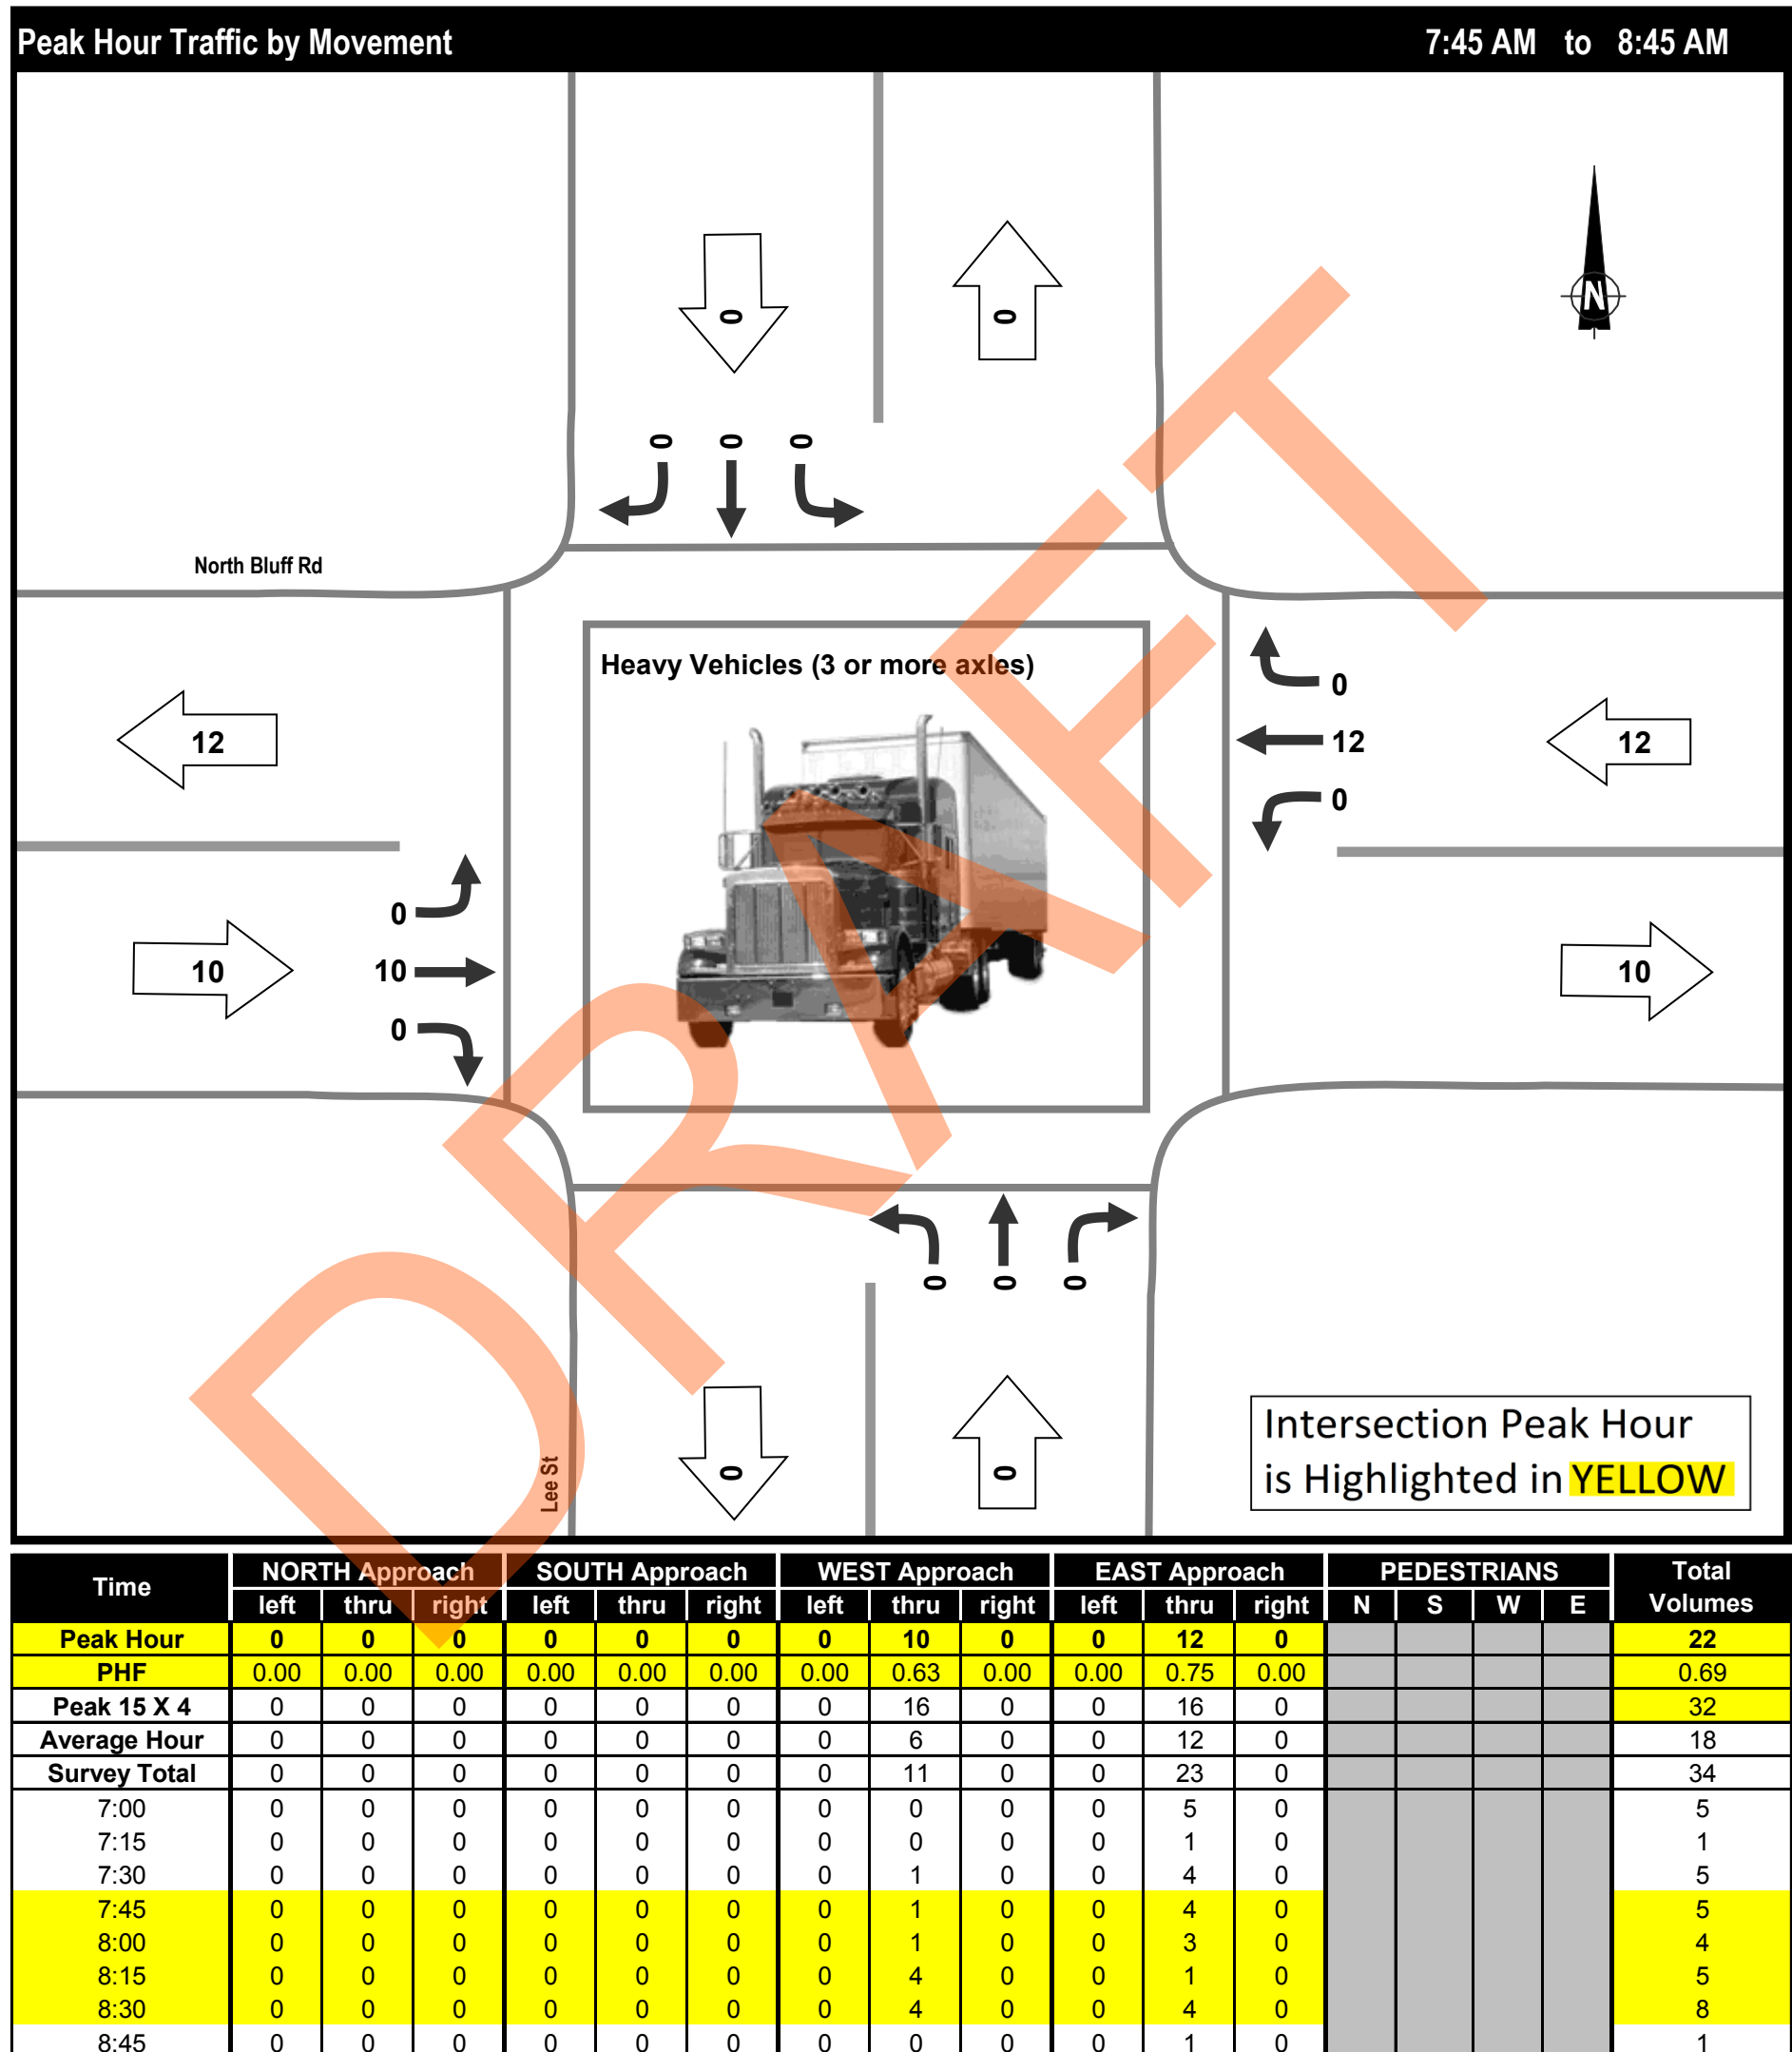 Peak Hour Traffic by Movement 7:45 AM to 8:45 AM
0 0
0 0 0
N
North Bluff Rd
Heavy Vehicles (3 or more axles)
0
12 12 12
0
0
10 10 10
0
0 0 0
Lee St
0 0
Intersection Peak Hour
is Highlighted in YELLOW
DRAFT
Time NORTH Approach SOUTH Approach WEST Approach EAST Approach PEDESTRIANS Total Volumes
left thru right left thru right left thru right left thru right N S W E
Peak Hour 0 0 0 0 0 0 0 10 0 0 12 0 22
PHF 0.00 0.00 0.00 0.00 0.00 0.00 0.00 0.63 0.00 0.00 0.75 0.00 0.69
Peak 15 X 4 0 0 0 0 0 0 0 16 0 0 16 0 32
Average Hour 0 0 0 0 0 0 0 6 0 0 12 0 18
Survey Total 0 0 0 0 0 0 0 11 0 0 23 0 34
7:00 0 0 0 0 0 0 0 0 0 0 5 0 5
7:15 0 0 0 0 0 0 0 0 0 0 1 0 1
7:30 0 0 0 0 0 0 0 1 0 0 4 0 5
7:45 0 0 0 0 0 0 0 1 0 0 4 0 5
8:00 0 0 0 0 0 0 0 1 0 0 3 0 4
8:15 0 0 0 0 0 0 0 4 0 0 1 0 5
8:30 0 0 0 0 0 0 0 4 0 0 4 0 8
8:45 0 0 0 0 0 0 0 0 0 0 1 0 1